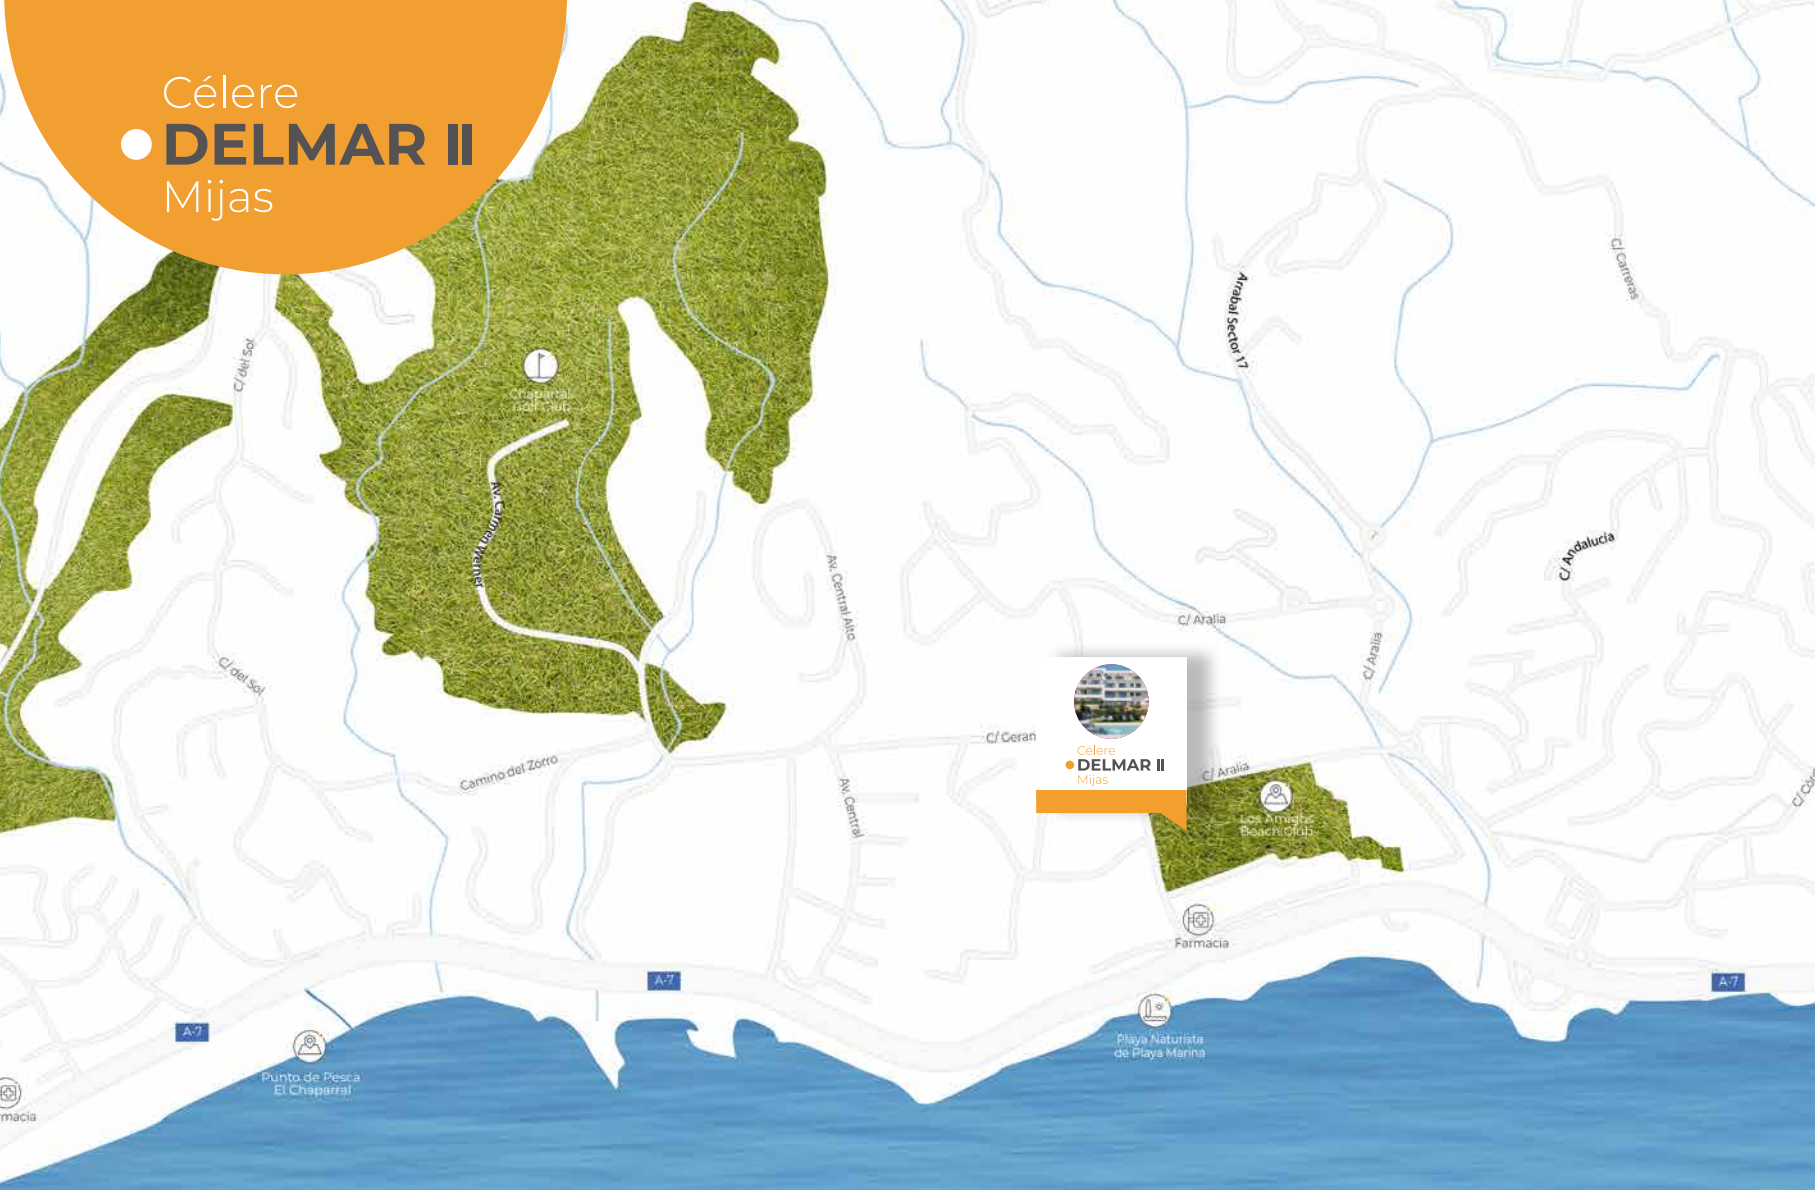 Célere
DELMAR II
Mijas
C/ Carreras
Arrabal Sector 17
C/ del Sol
Chaparral
Golf Club
Av. Carmen Werner
C/ Andalucía
Av. Central Alto
C/ Aralia
C/ Aralia
C/ del Sol
C/ Geran
Célere
DELMAR II
Mijas
C/ Aralia
Camino del Zorro
Av. Central
Los Amigos
Beach Club
Farmacia
A-7
A-7
A-7
Playa Naturista
de Playa Marina
Punto de Pesca
El Chaparral
macia